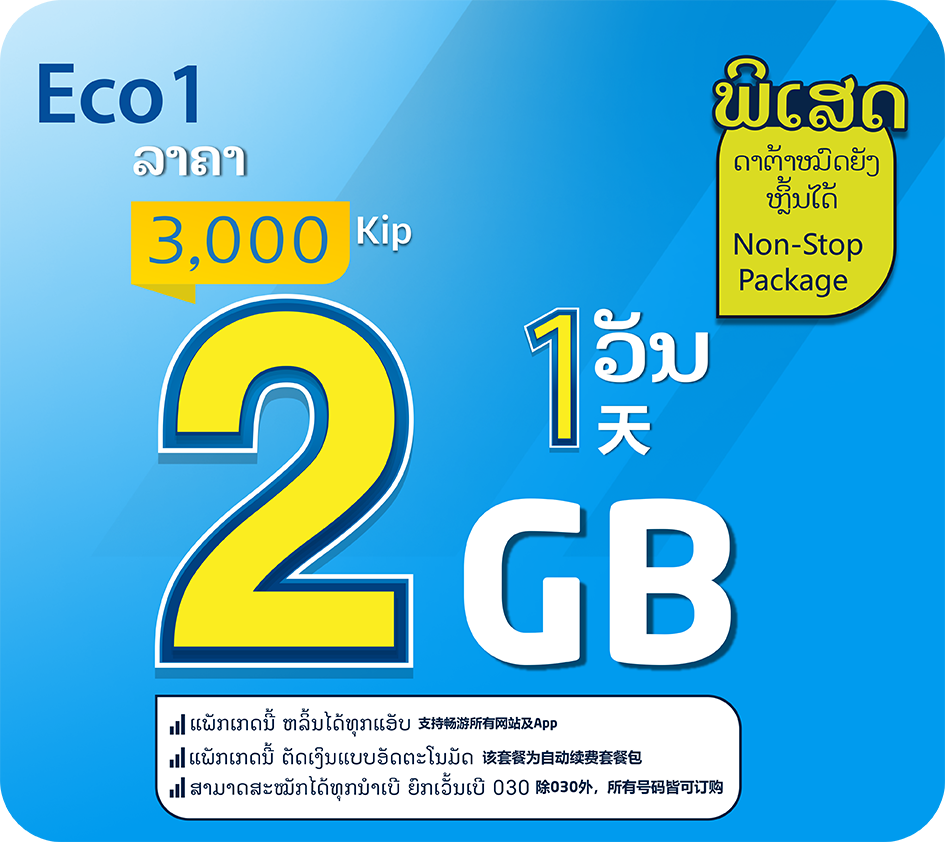 Eco1
ລາຄາ
3,000 Kip
ພິເສດ
ດາຕ້າຫມົດຍັງ
ຫຼິ້ນໄດ້
Non-Stop
Package
1 ວັນ
天
2 GB
ແພັກເກດນີ້ ຫລິ້ນໄດ້ທຸກແອັບ 支持畅游所有网站及App
ແພັກເກດນີ້ ຕັດເງິນແບບອັດຕະໂນມັດ 该套餐为自动续费套餐包
ສາມາດສະໝັກໄດ້ທຸກນຳເບີ ຍົກເວັ້ນເບີ 030 除030外，所有号码皆可订购